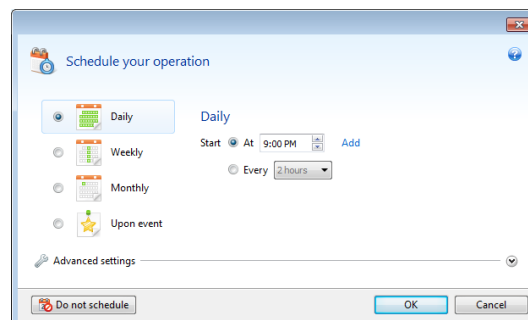 Schedule your operation
Daily
Weekly
Monthly
Upon event
Daily
Start At 9:00 PM Add
Every 2 hours
Advanced settings
Do not schedule OK Cancel